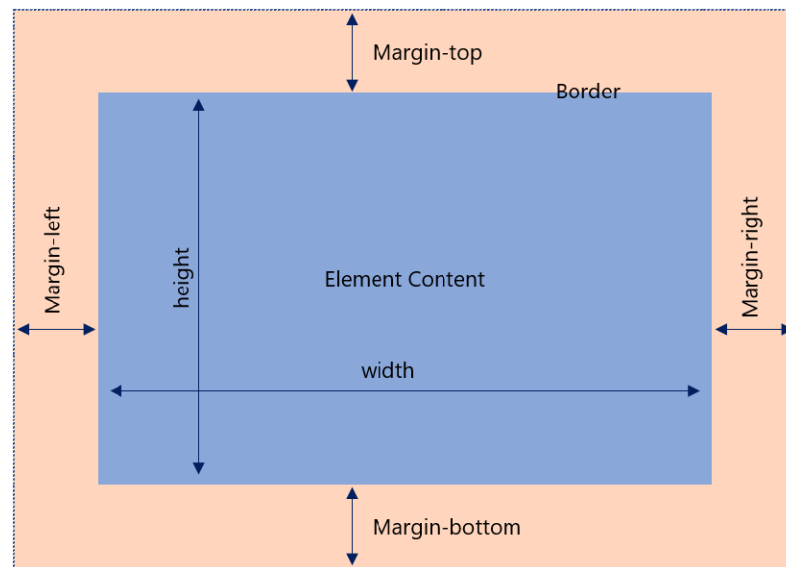 Margin-top
Border
Margin-left
height
Element Content
Margin-right
width
Margin-bottom